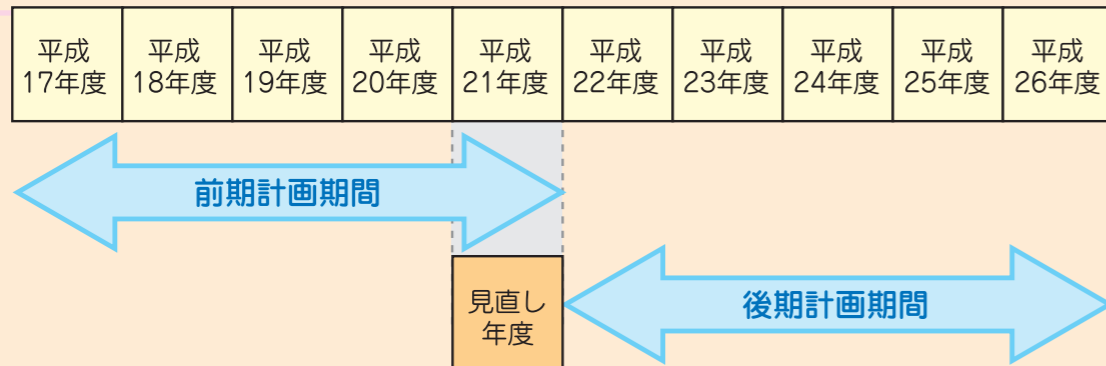 平成
17年度
平成
18年度
平成
19年度
平成
20年度
平成
21年度
平成
22年度
平成
23年度
平成
24年度
平成
25年度
平成
26年度
前期計画期間
見直し
年度
後期計画期間